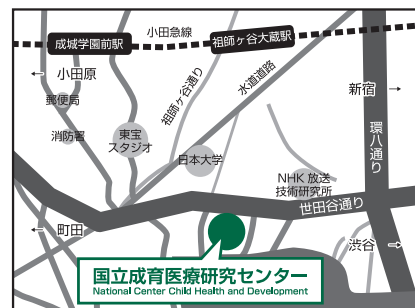 小田急線
成城学園前駅
祖師ヶ谷大蔵駅
← 小田原
祖師ヶ谷通り
水道道路
新宿 →
郵便局
消防署
東宝
スタジオ
日本大学
環八通り
NHK 放送
技術研究所
世田谷通り
← 町田
渋谷 →
国立成育医療研究センター
National Center Child Health and Development